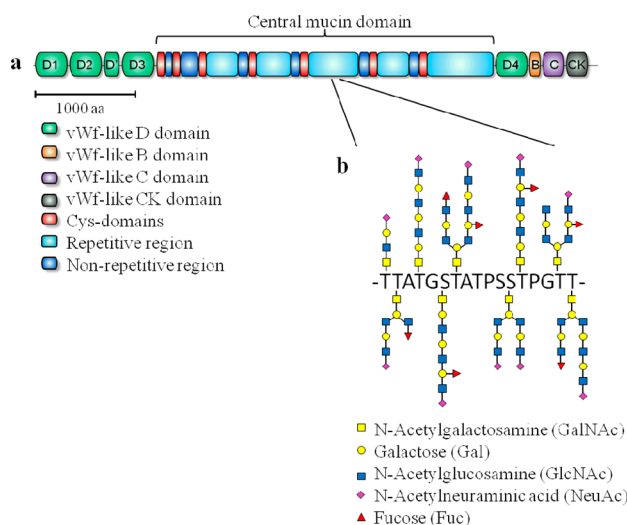 Central mucin domain
a
D1 D2 D' D3 D4 B C CK
1000 aa
vWf-like D domain
vWf-like B domain
vWf-like C domain
vWf-like CK domain
Cys-domains
Repetitive region
Non-repetitive region
b
-TTATGSTATPSSTPGTT-
N-Acetylgalactosamine (GalNAc)
Galactose (Gal)
N-Acetylglucosamine (GlcNAc)
N-Acetylneuraminic acid (NeuAc)
Fucose (Fuc)